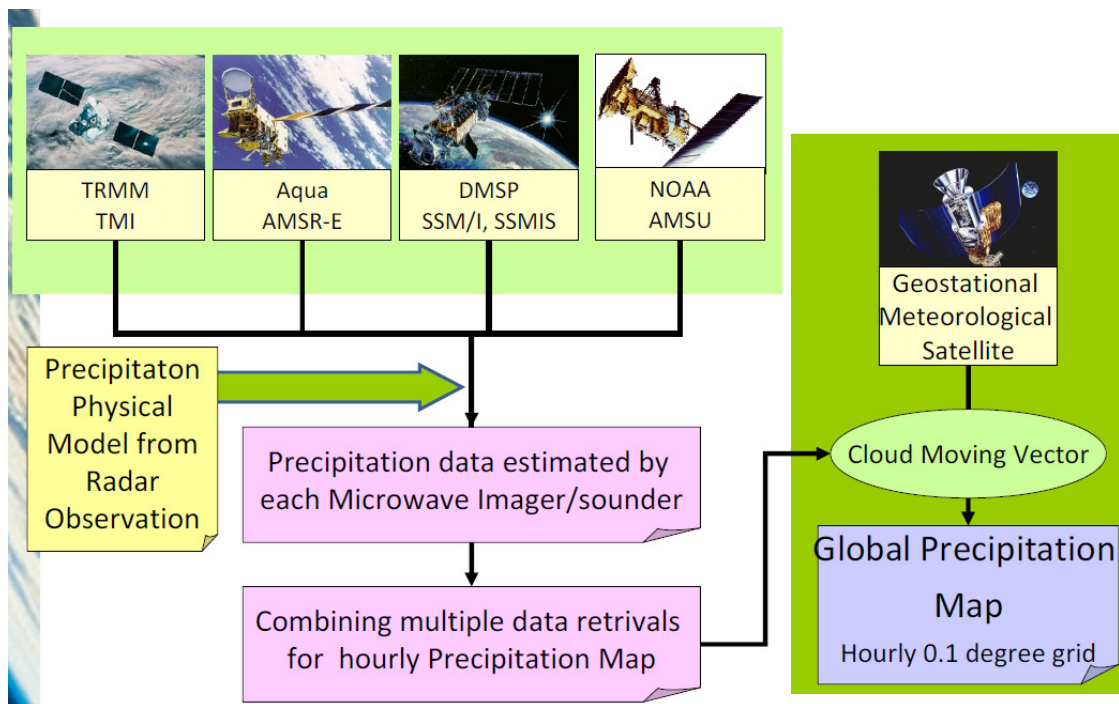 TRMM
TMI
Aqua
AMSR-E
DMSP
SSM/I, SSMIS
NOAA
AMSU
Geostational
Meteorological
Satellite
Precipitaton
Physical
Model from
Radar
Observation
Precipitation data estimated by
each Microwave Imager/sounder
Cloud Moving Vector
Combining multiple data retrivals
for hourly Precipitation Map
Global Precipitation
Map
Hourly 0.1 degree grid